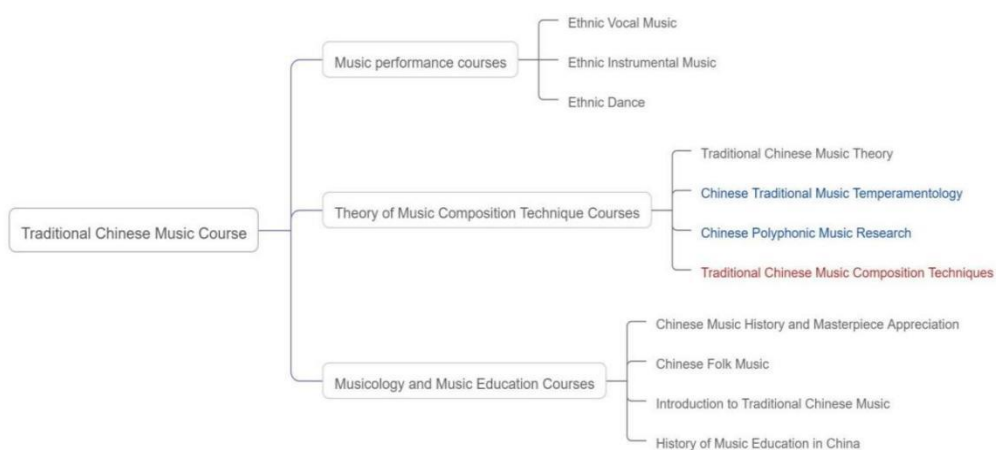 Traditional Chinese Music Course
Music performance courses
Ethnic Vocal Music
Ethnic Instrumental Music
Ethnic Dance
Theory of Music Composition Technique Courses
Traditional Chinese Music Theory
Chinese Traditional Music Temperamentology
Chinese Polyphonic Music Research
Traditional Chinese Music Composition Techniques
Musicology and Music Education Courses
Chinese Music History and Masterpiece Appreciation
Chinese Folk Music
Introduction to Traditional Chinese Music
History of Music Education in China